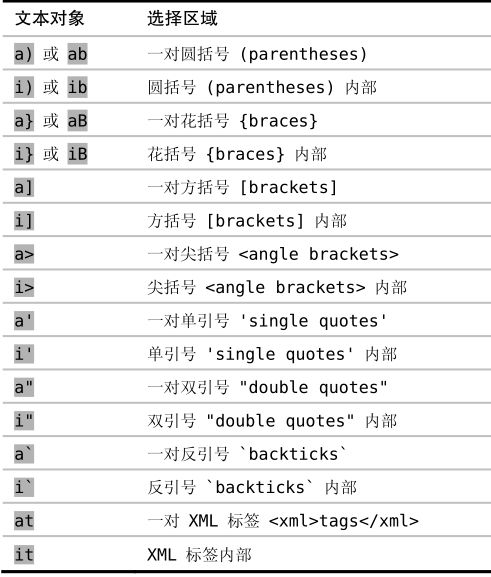 文本对象 选择区域
a) 或 ab 一对圆括号 (parentheses)
i) 或 ib 圆括号 (parentheses) 内部
a} 或 aB 一对花括号 {braces}
i} 或 iB 花括号 {braces} 内部
a] 一对方括号 [brackets]
i] 方括号 [brackets] 内部
a> 一对尖括号 <angle brackets>
i> 尖括号 <angle brackets> 内部
a' 一对单引号 'single quotes'
i' 单引号 'single quotes' 内部
a" 一对双引号 "double quotes"
i" 双引号 "double quotes" 内部
a` 一对反引号 `backticks`
i` 反引号 `backticks` 内部
at 一对 XML 标签 <xml>tags</xml>
it XML 标签内部